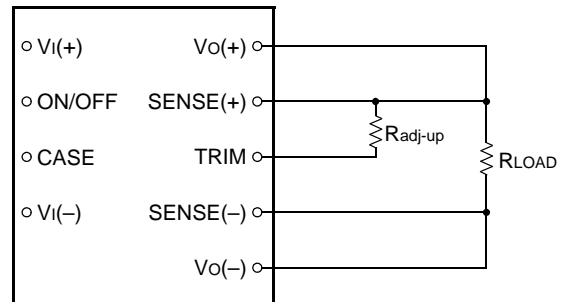 VI(+)
VO(+)
ON/OFF
SENSE(+)
Radj-up
CASE
TRIM
RLOAD
VI(–)
SENSE(–)
VO(–)